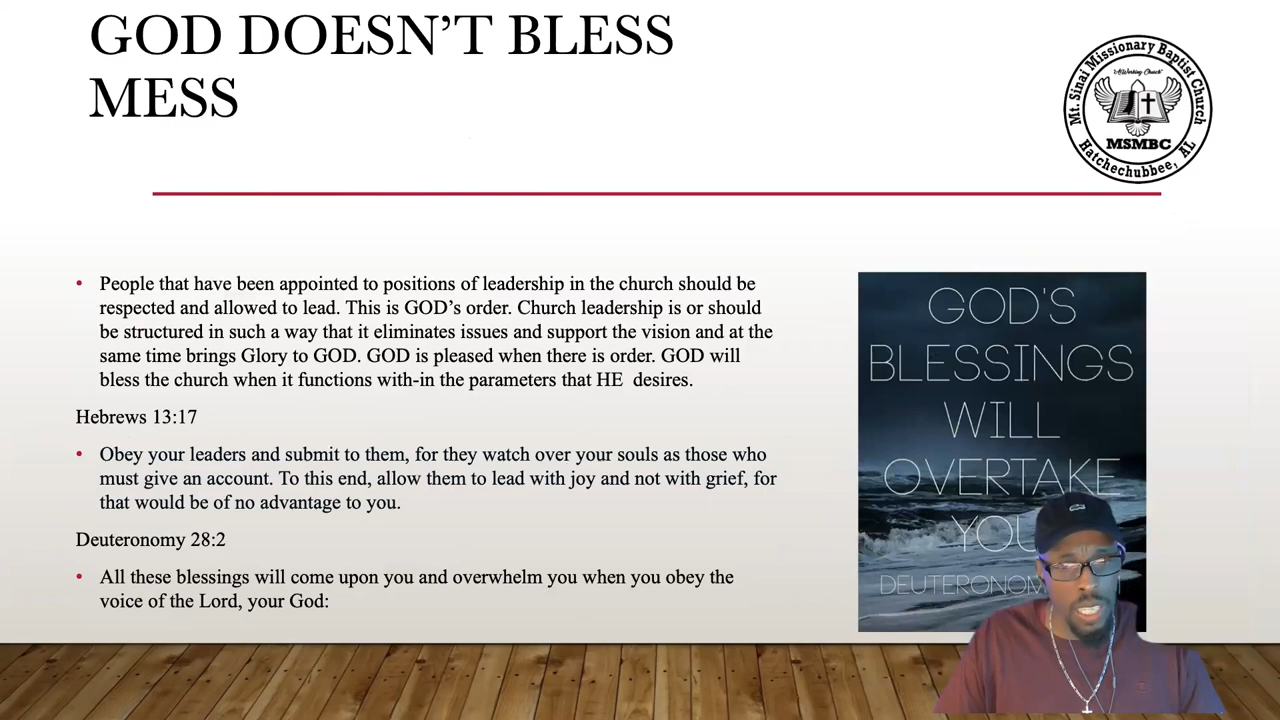 GOD DOESN'T BLESS
MESS
Mt. Sinai Missionary Baptist Church
"A Working Church"
MSMBC
Hatchechubbee, AL
• People that have been appointed to positions of leadership in the church should be
respected and allowed to lead. This is GOD's order. Church leadership is or should
be structured in such a way that it eliminates issues and support the vision and at the
same time brings Glory to GOD. GOD is pleased when there is order. GOD will
bless the church when it functions with-in the parameters that HE desires.
Hebrews 13:17
• Obey your leaders and submit to them, for they watch over your souls as those who
must give an account. To this end, allow them to lead with joy and not with grief, for
that would be of no advantage to you.
Deuteronomy 28:2
• All these blessings will come upon you and overwhelm you when you obey the
voice of the Lord, your God:
GOD'S
BLESSINGS
WILL
OVERTAKE
YOU